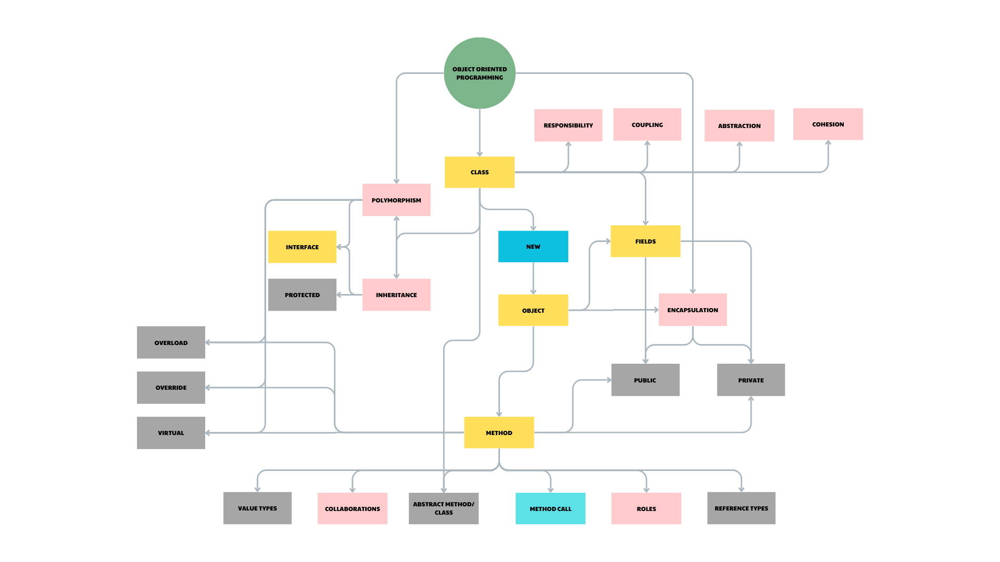 OBJECT ORIENTED
PROGRAMMING
RESPONSIBILITY
COUPLING
ABSTRACTION
COHESION
CLASS
POLYMORPHISM
INTERFACE
NEW
FIELDS
PROTECTED
INHERITANCE
OBJECT
ENCAPSULATION
OVERLOAD
OVERRIDE
PUBLIC
PRIVATE
VIRTUAL
METHOD
VALUE TYPES
COLLABORATIONS
ABSTRACT METHOD/
CLASS
METHOD CALL
ROLES
REFERENCE TYPES